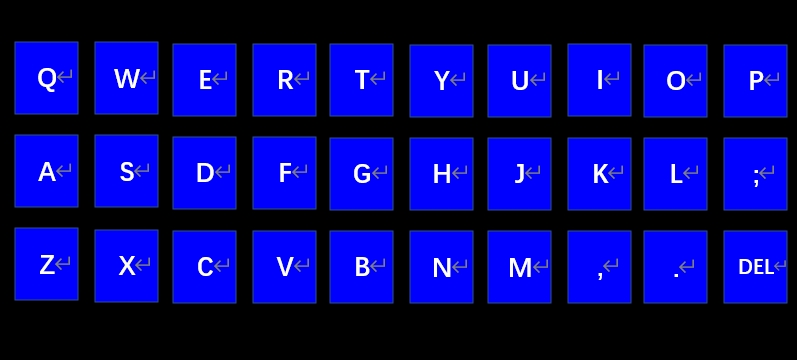 Q↵ W↵ E↵ R↵ T↵ Y↵ U↵ I↵ O↵ P↵
A↵ S↵ D↵ F↵ G↵ H↵ J↵ K↵ L↵ ;↵
Z↵ X↵ C↵ V↵ B↵ N↵ M↵ ,↵ .↵ DEL↵